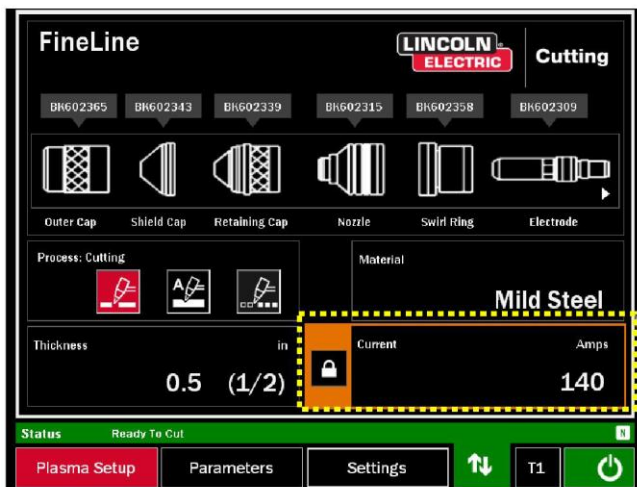 FineLine
LINCOLN
ELECTRIC
Cutting
BK602365 BK602343 BK602339 BK602315 BK602358 BK602309
Outer Cap Shield Cap Retaining Cap Nozzle Swirl Ring Electrode
Process: Cutting
A
Material
Mild Steel
Thickness in
0.5 (1/2)
Current Amps
140
Status Ready To Cut N
Plasma Setup Parameters Settings T1